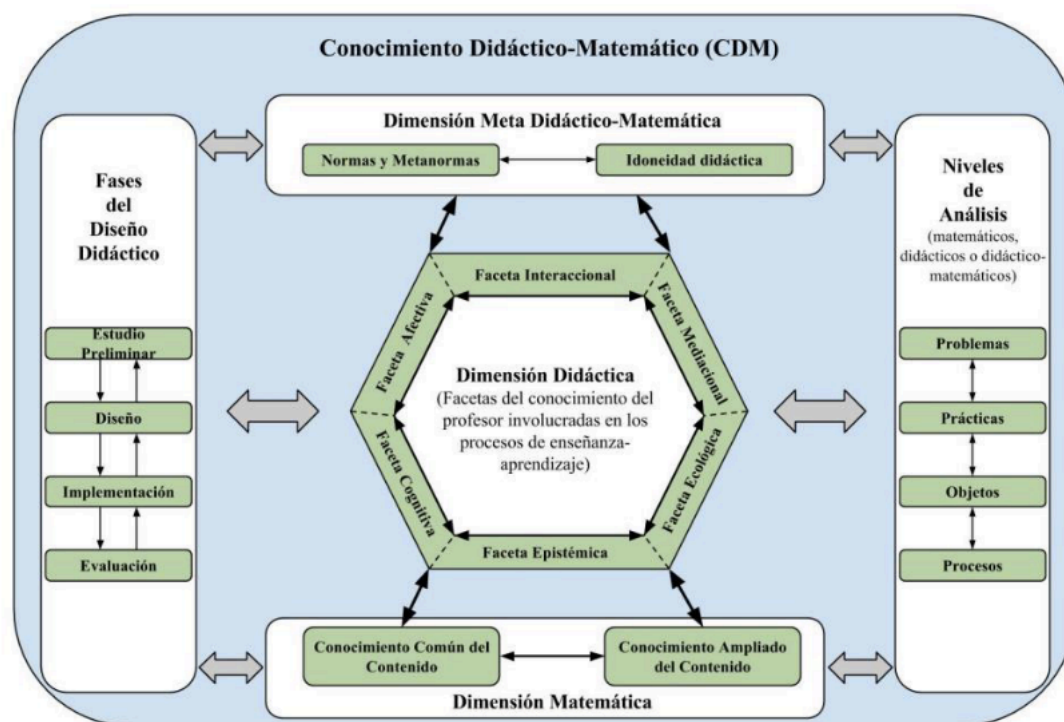 Conocimiento Didáctico-Matemático (CDM)
Dimensión Meta Didáctico-Matemática
Normas y Metanormas
Idoneidad didáctica
Fases
del
Diseño
Didáctico
Estudio
Preliminar
Diseño
Implementación
Evaluación
Faceta Interaccional
Faceta Afectiva
Faceta Mediacional
Dimensión Didáctica
(Facetas del conocimiento del
profesor involucradas en los
procesos de enseñanza-
aprendizaje)
Faceta Cognitiva
Faceta Ecológica
Faceta Epistémica
Niveles
de
Análisis
(matemáticos,
didácticos o didáctico-
matemáticos)
Problemas
Prácticas
Objetos
Procesos
Conocimiento Común del
Contenido
Conocimiento Ampliado
del Contenido
Dimensión Matemática